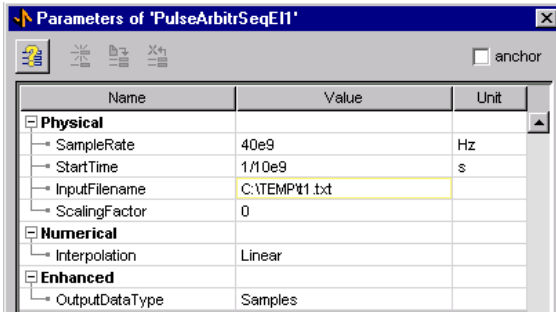 Parameters of 'PulseArbitrSeqEl1'
anchor
Name Value Unit
Physical
SampleRate 40e9 Hz
StartTime 1/10e9 s
InputFilename C:\TEMP\t1.txt
ScalingFactor 0
Numerical
Interpolation Linear
Enhanced
OutputDataType Samples